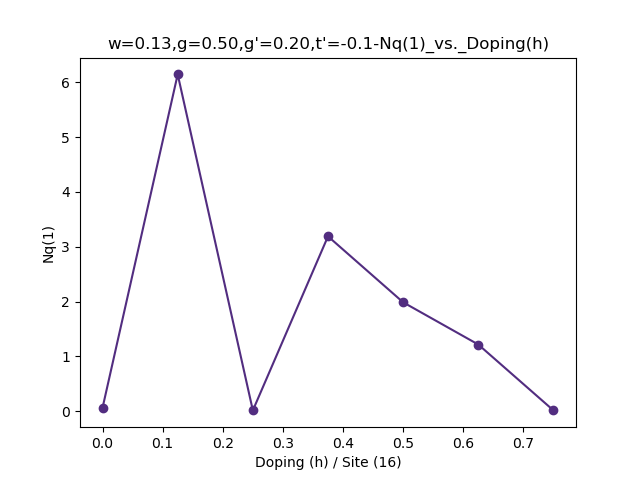 w=0.13,g=0.50,g'=0.20,t'=-0.1-Nq(1)_vs._Doping(h)
6
5
4
3
2
1
0
Nq(1)
0.0 0.1 0.2 0.3 0.4 0.5 0.6 0.7
Doping (h) / Site (16)